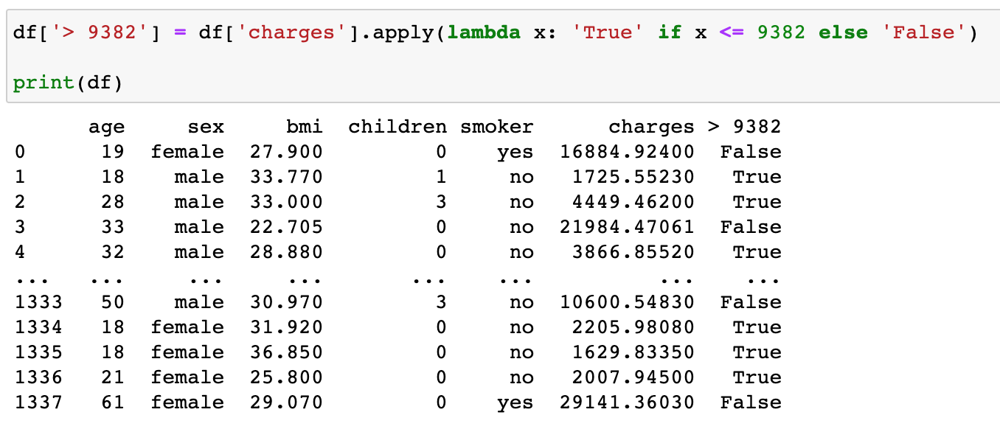 df['> 9382'] = df['charges'].apply(lambda x: 'True' if x <= 9382 else 'False')
print(df)
age sex bmi children smoker charges > 9382
0 19 female 27.900 0 yes 16884.92400 False
1 18 male 33.770 1 no 1725.55230 True
2 28 male 33.000 3 no 4449.46200 True
3 33 male 22.705 0 no 21984.47061 False
4 32 male 28.880 0 no 3866.85520 True
... ... ... ... ... ... ... ...
1333 50 male 30.970 3 no 10600.54830 False
1334 18 female 31.920 0 no 2205.98080 True
1335 18 female 36.850 0 no 1629.83350 True
1336 21 female 25.800 0 no 2007.94500 True
1337 61 female 29.070 0 yes 29141.36030 False